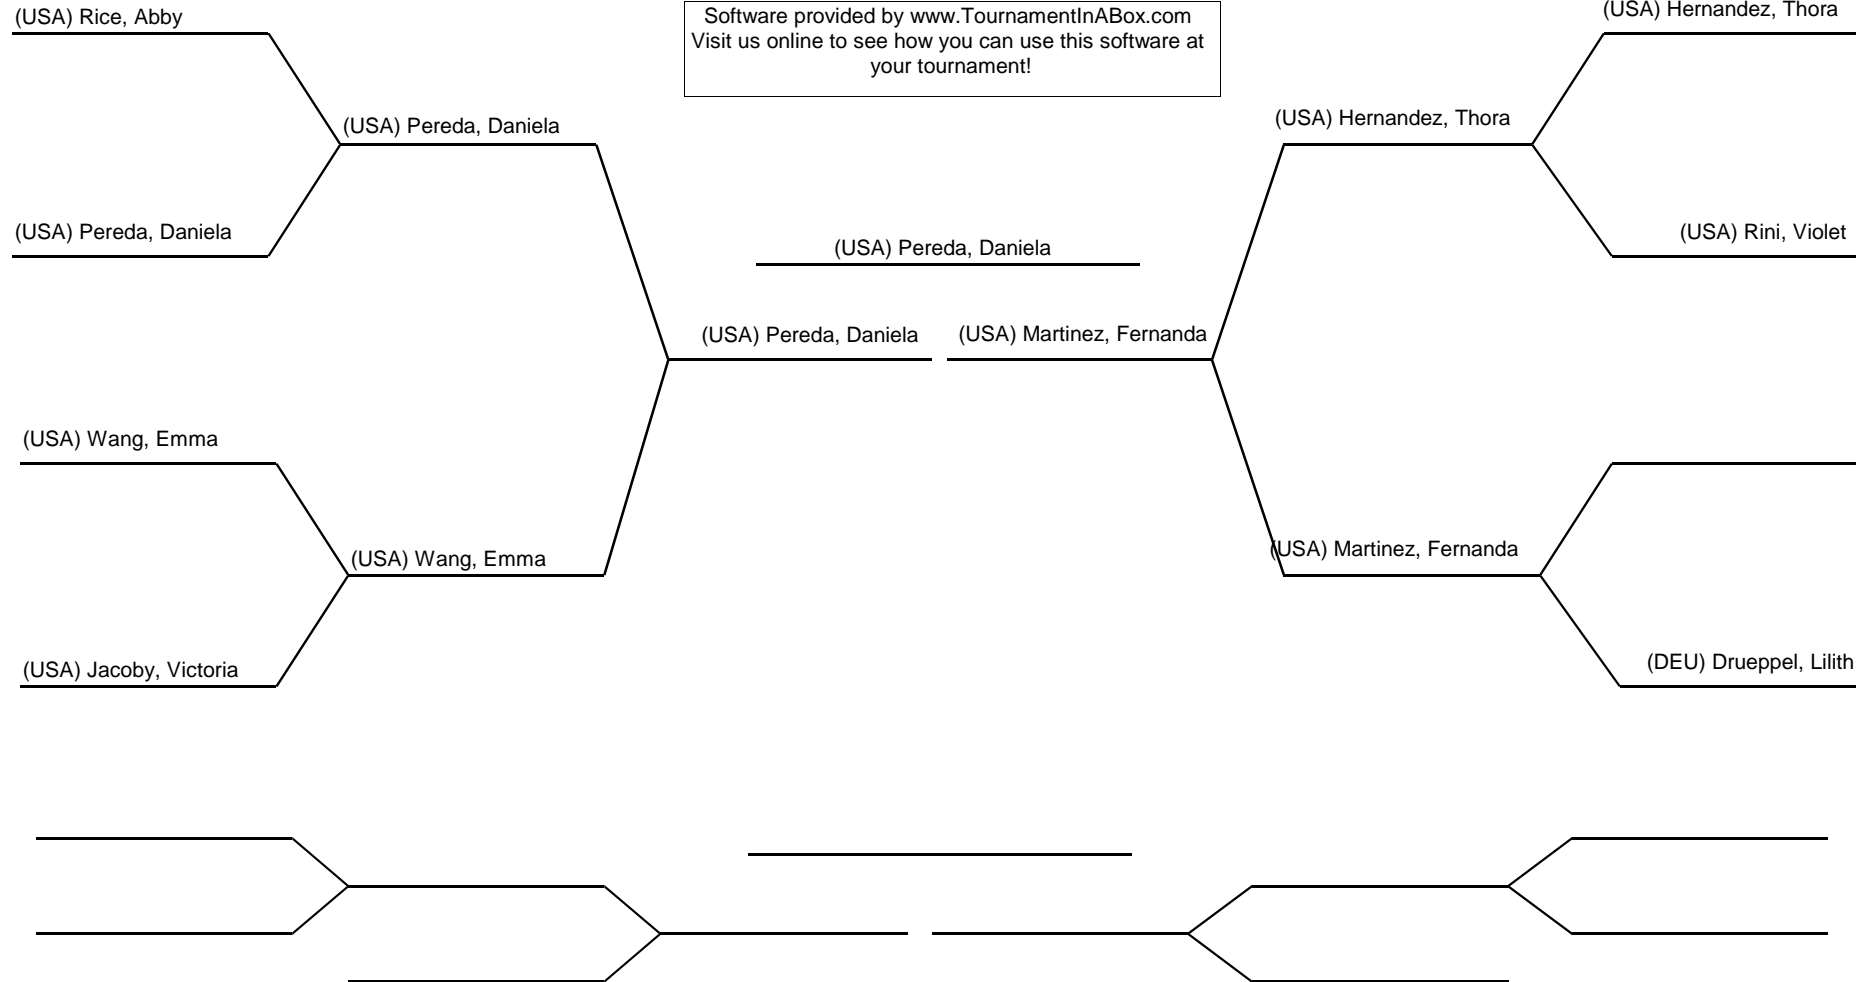 (USA) Rice, Abby
Software provided by www.TournamentInABox.com
Visit us online to see how you can use this software at
your tournament!
(USA) Hernandez, Thora
(USA) Pereda, Daniela
(USA) Hernandez, Thora
(USA) Pereda, Daniela
(USA) Pereda, Daniela
(USA) Rini, Violet
(USA) Pereda, Daniela
(USA) Martinez, Fernanda
(USA) Wang, Emma
(USA) Wang, Emma
(USA) Martinez, Fernanda
(USA) Jacoby, Victoria
(DEU) Drueppel, Lilith